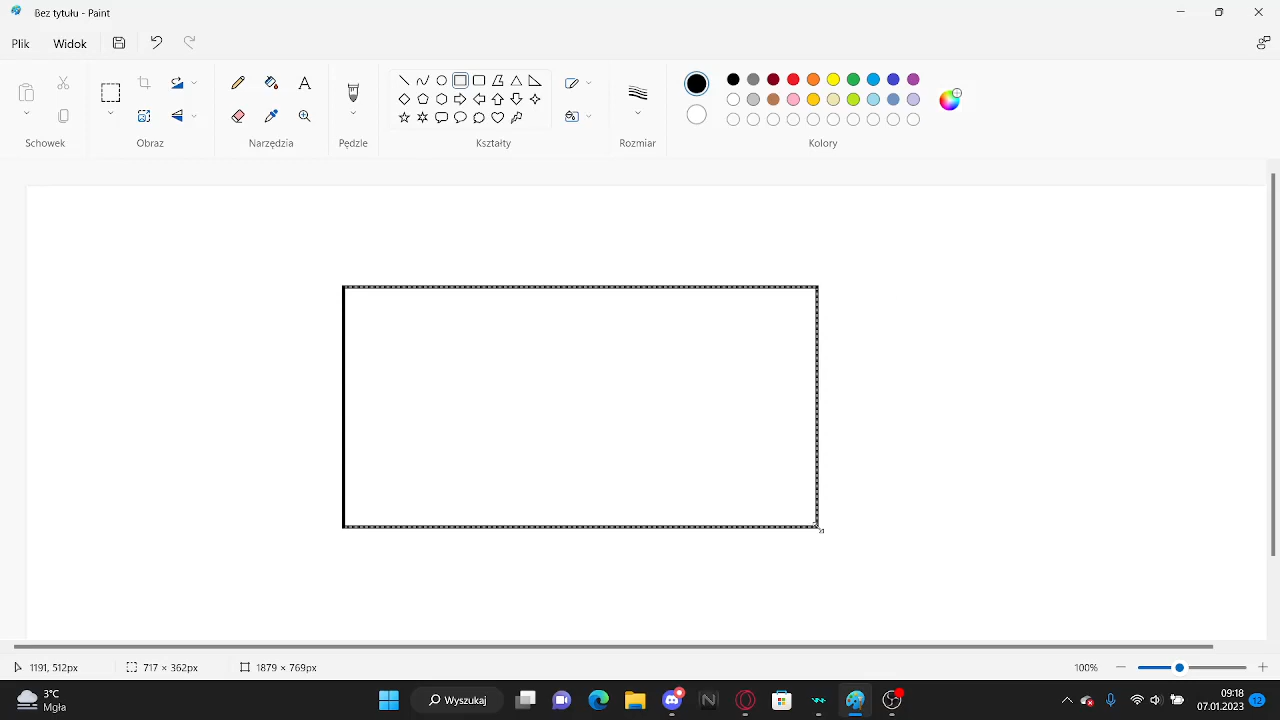 Bez tytułu - Paint
Plik Widok
Schowek Obraz Narzędzia Pędzle Kształty Rozmiar Kolory
1191, 512px 717 × 362px 1879 × 769px 100%
3°C
Mgła
Wyszukaj
09:18
07.01.2023
12